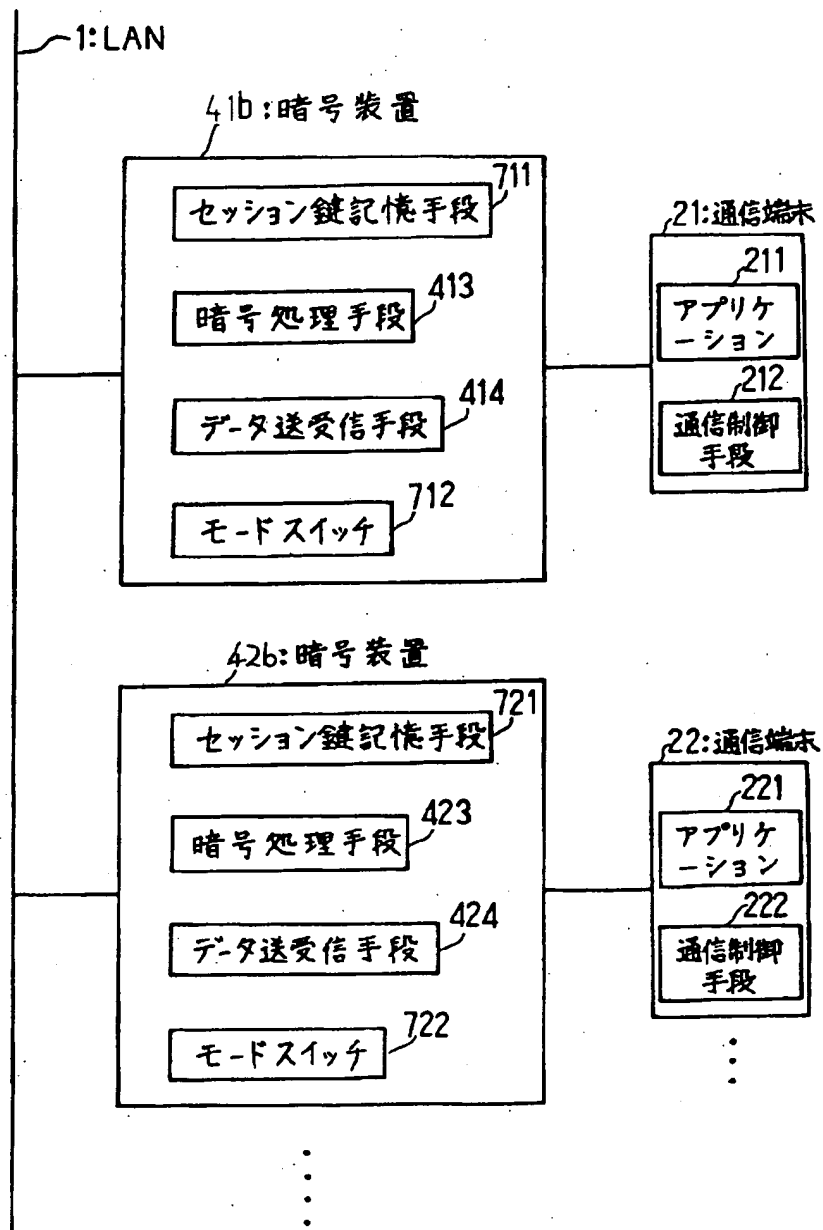 1:LAN
41b:暗号装置
711
セッション鍵記憶手段
413
暗号処理手段
414
データ送受信手段
712
モードスイッチ
21:通信端末
211
アプリケ
ーション
212
通信制御
手段
42b:暗号装置
721
セッション鍵記憶手段
423
暗号処理手段
424
データ送受信手段
722
モードスイッチ
22:通信端末
221
アプリケ
ーション
222
通信制御
手段